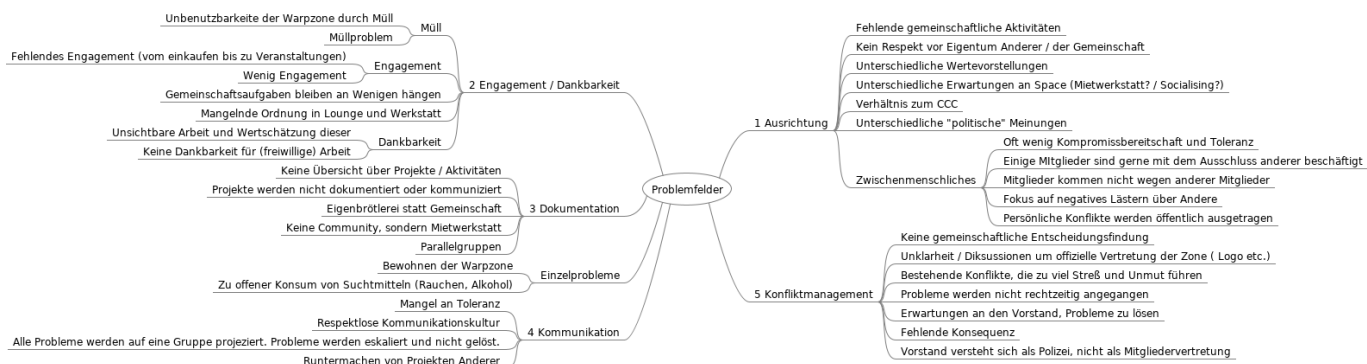 Problemfelder
1 Ausrichtung
Fehlende gemeinschaftliche Aktivitäten
Kein Respekt vor Eigentum Anderer / der Gemeinschaft
Unterschiedliche Wertevorstellungen
Unterschiedliche Erwartungen an Space (Mietwerkstatt? / Socialising?)
Verhältnis zum CCC
Unterschiedliche "politische" Meinungen
Zwischenmenschliches
Oft wenig Kompromissbereitschaft und Toleranz
Einige MItglieder sind gerne mit dem Ausschluss anderer beschäftigt
Mitglieder kommen nicht wegen anderer Mitglieder
Fokus auf negatives Lästern über Andere
Persönliche Konflikte werden öffentlich ausgetragen
2 Engagement / Dankbarkeit
Müll
Unbenutzbarkeite der Warpzone durch Müll
Müllproblem
Engagement
Fehlendes Engagement (vom einkaufen bis zu Veranstaltungen)
Wenig Engagement
Gemeinschaftsaufgaben bleiben an Wenigen hängen
Mangelnde Ordnung in Lounge und Werkstatt
Dankbarkeit
Unsichtbare Arbeit und Wertschätzung dieser
Keine Dankbarkeit für (freiwillige) Arbeit
3 Dokumentation
Keine Übersicht über Projekte / Aktivitäten
Projekte werden nicht dokumentiert oder kommuniziert
Eigenbrötlerei statt Gemeinschaft
Keine Community, sondern Mietwerkstatt
Parallelgruppen
Einzelprobleme
Bewohnen der Warpzone
Zu offener Konsum von Suchtmitteln (Rauchen, Alkohol)
4 Kommunikation
Mangel an Toleranz
Respektlose Kommunikationskultur
Alle Probleme werden auf eine Gruppe projeziert. Probleme werden eskaliert und nicht gelöst.
Runtermachen von Projekten Anderer
5 Konfliktmanagement
Keine gemeinschaftliche Entscheidungsfindung
Unklarheit / Diksussionen um offizielle Vertretung der Zone ( Logo etc.)
Bestehende Konflikte, die zu viel Streß und Unmut führen
Probleme werden nicht rechtzeitig angegangen
Erwartungen an den Vorstand, Probleme zu lösen
Fehlende Konsequenz
Vorstand versteht sich als Polizei, nicht als Mitgliedervertretung